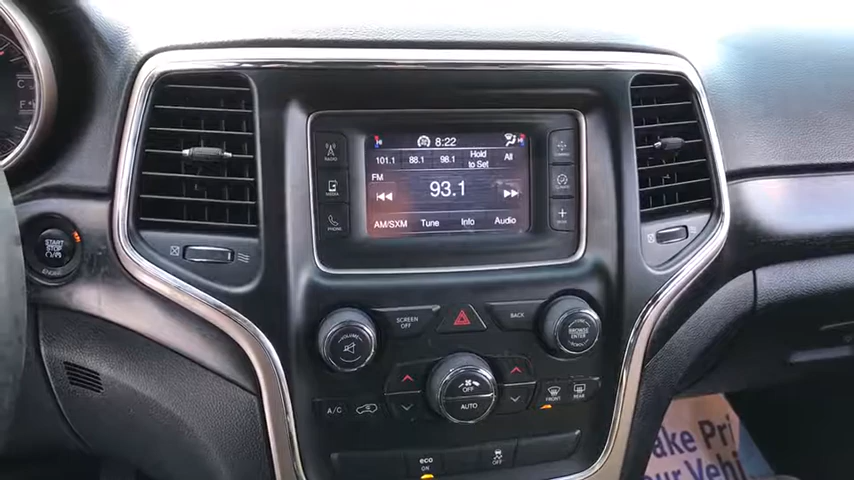 C
8:22
RADIO
101.1 88.1 98.1 Hold to Set All
FM
MEDIA
93.1
PHONE
AM/SXM Tune Info Audio
START
STOP
ENGINE
SCREEN
OFF
BACK
BROWSE
ENTER
OFF
AUTO
A/C
FRONT
REAR
eco
ON
OFF
ake Pri
Your Vehi